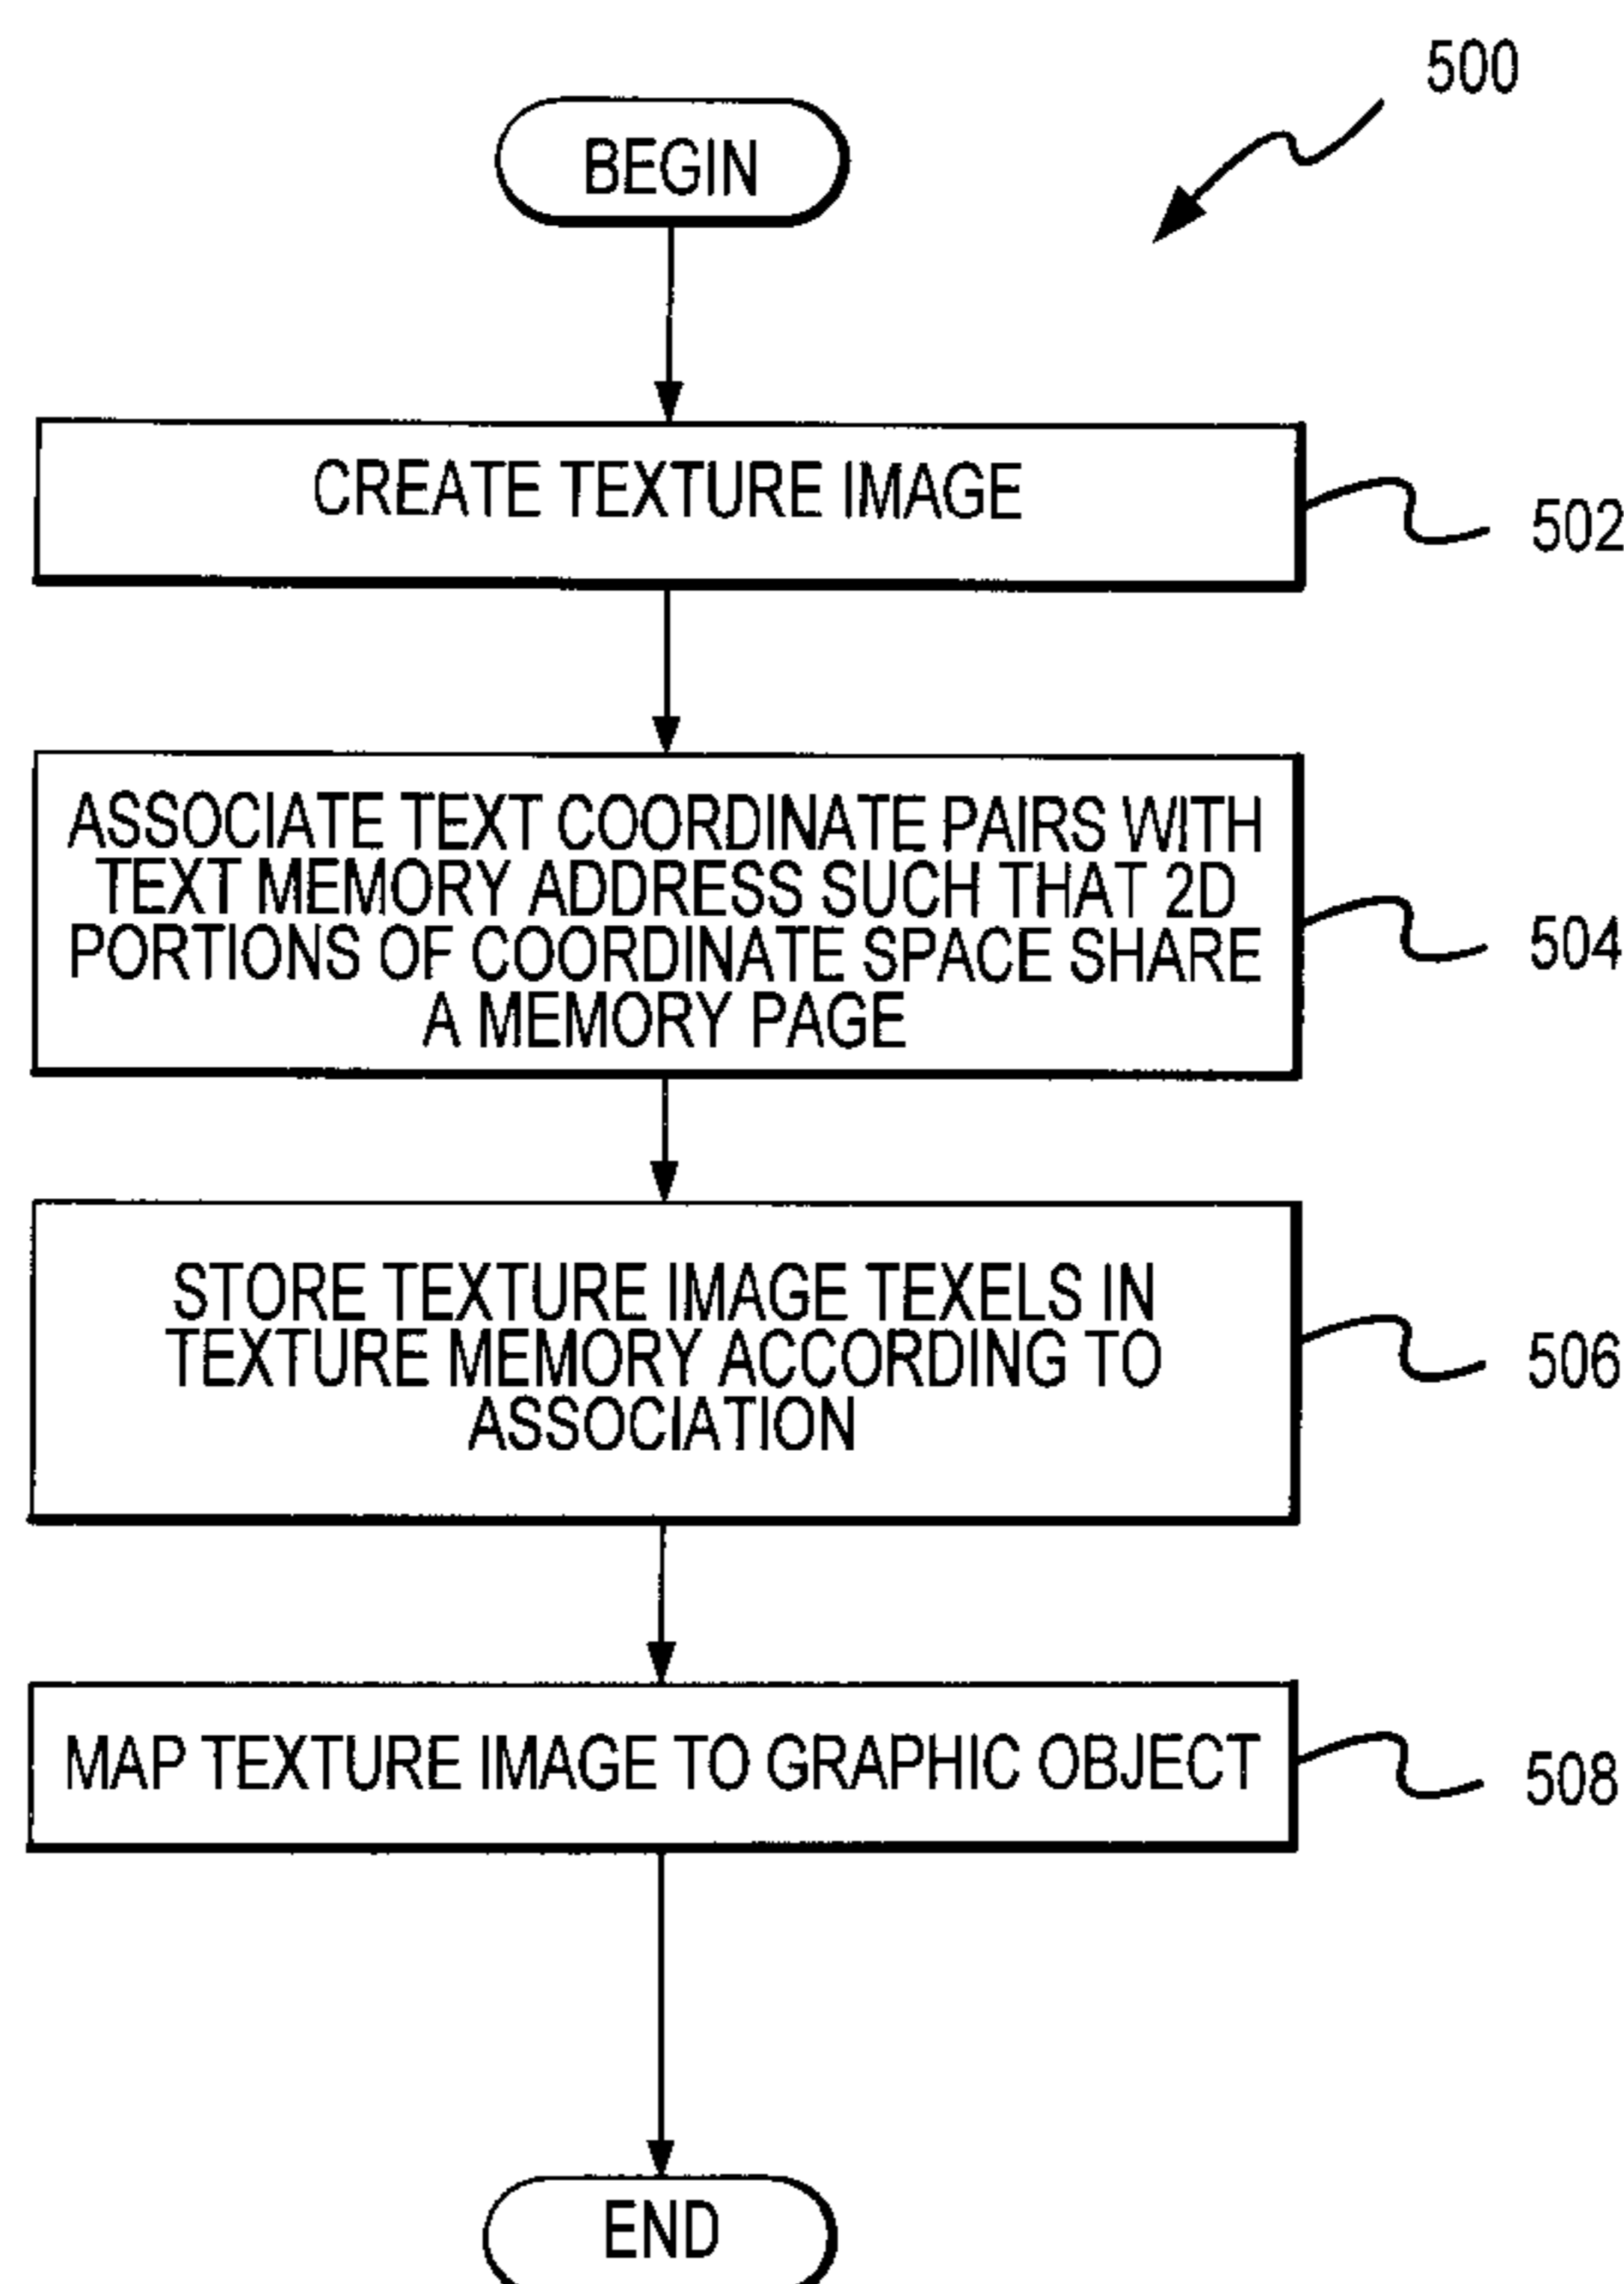 500
BEGIN
CREATE TEXTURE IMAGE
502
ASSOCIATE TEXT COORDINATE PAIRS WITH
TEXT MEMORY ADDRESS SUCH THAT 2D
PORTIONS OF COORDINATE SPACE SHARE
A MEMORY PAGE
504
STORE TEXTURE IMAGE TEXELS IN
TEXTURE MEMORY ACCORDING TO
ASSOCIATION
506
MAP TEXTURE IMAGE TO GRAPHIC OBJECT
508
END